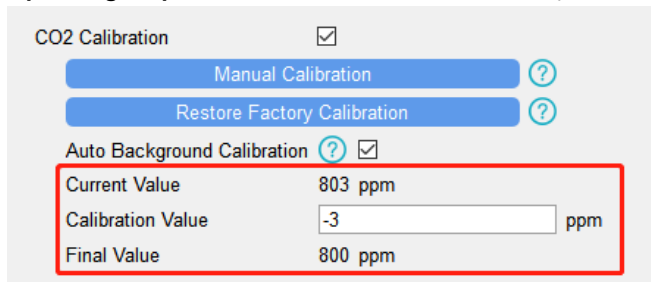 CO2 Calibration
Manual Calibration ?
Restore Factory Calibration ?
Auto Background Calibration ?
Current Value 803 ppm
Calibration Value -3 ppm
Final Value 800 ppm